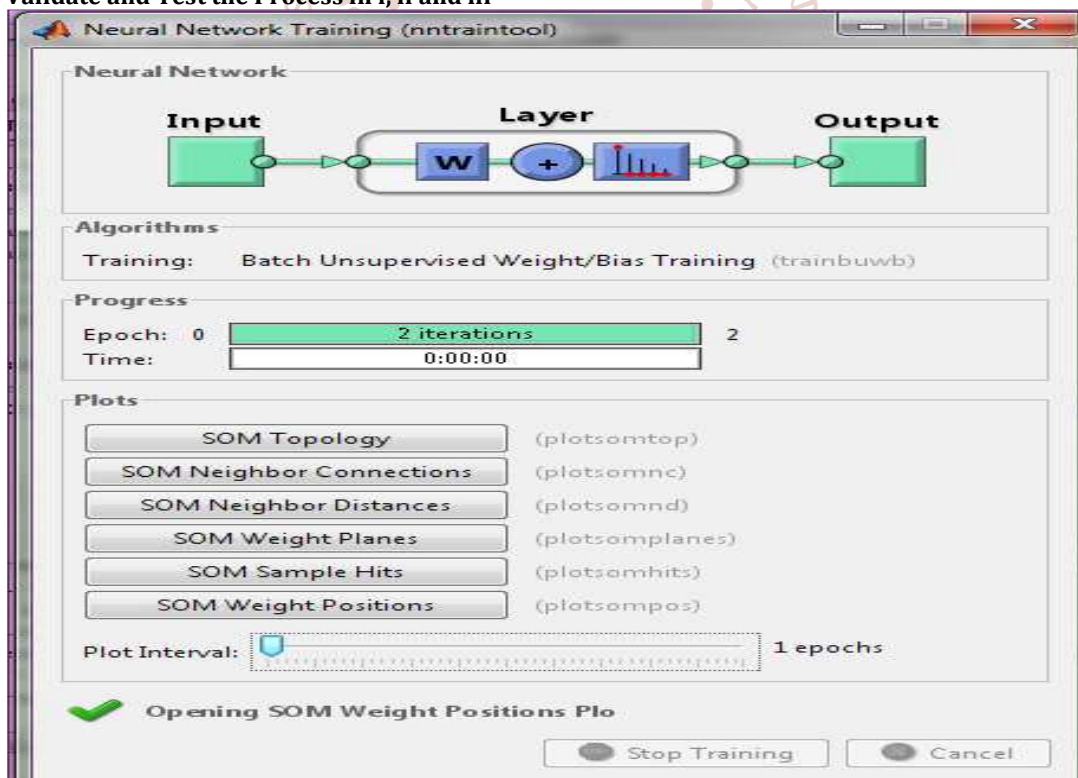 Validate and Test the Process in i, ii and iii
Neural Network Training (nntraintool)
Neural Network
Input
Layer
Output
W
+
Algorithms
Training: Batch Unsupervised Weight/Bias Training (trainbuwb)
Progress
Epoch: 0 2 iterations 2
Time: 0:00:00
Plots
SOM Topology (plotsomtop)
SOM Neighbor Connections (plotsomnc)
SOM Neighbor Distances (plotsomnd)
SOM Weight Planes (plotsomplanes)
SOM Sample Hits (plotsomhits)
SOM Weight Positions (plotsompos)
Plot Interval: 1 epochs
Opening SOM Weight Positions Plo
Stop Training Cancel